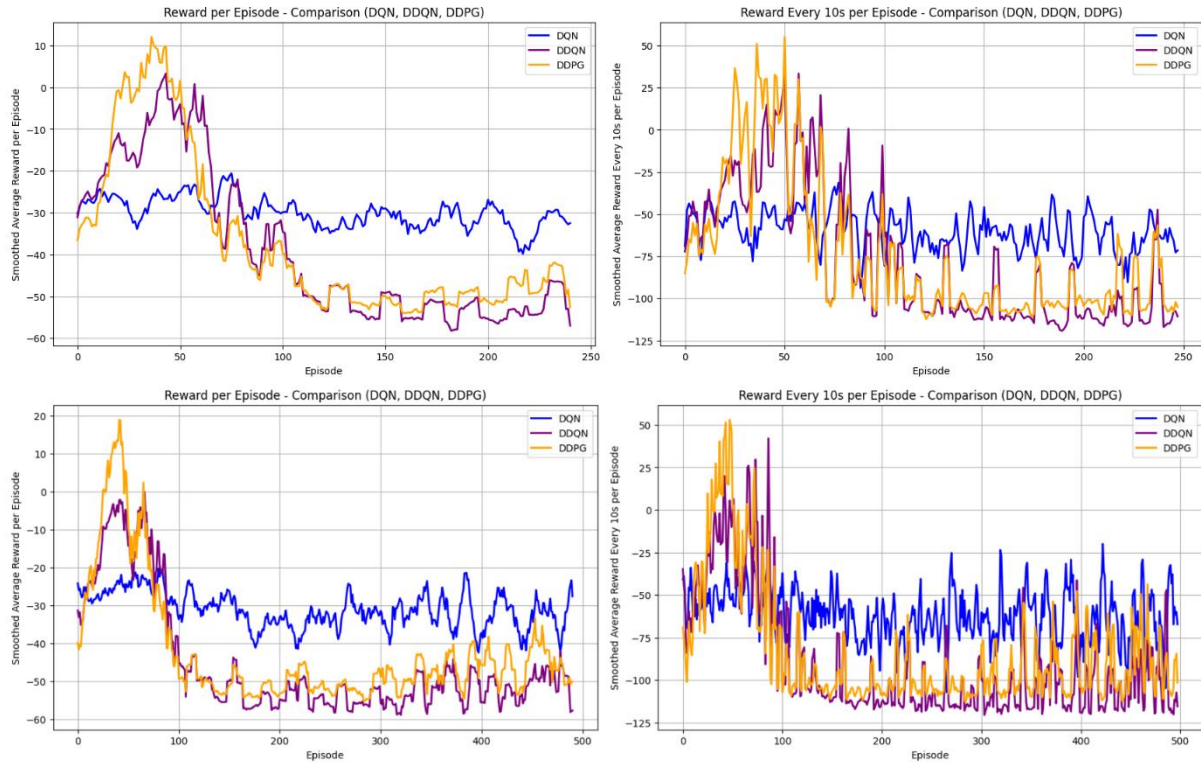 Reward per Episode - Comparison (DQN, DDQN, DDPG)
Smoothed Average Reward per Episode
10
0
−10
−20
−30
−40
−50
−60
0
50
100
150
200
250
Episode
DQN
DDQN
DDPG
Reward Every 10s per Episode - Comparison (DQN, DDQN, DDPG)
Smoothed Average Reward Every 10s per Episode
50
25
0
−25
−50
−75
−100
−125
0
50
100
150
200
250
Episode
DQN
DDQN
DDPG
Reward per Episode - Comparison (DQN, DDQN, DDPG)
Smoothed Average Reward per Episode
20
10
0
−10
−20
−30
−40
−50
−60
0
100
200
300
400
500
Episode
DQN
DDQN
DDPG
Reward Every 10s per Episode - Comparison (DQN, DDQN, DDPG)
Smoothed Average Reward Every 10s per Episode
50
25
0
−25
−50
−75
−100
−125
0
100
200
300
400
500
Episode
DQN
DDQN
DDPG